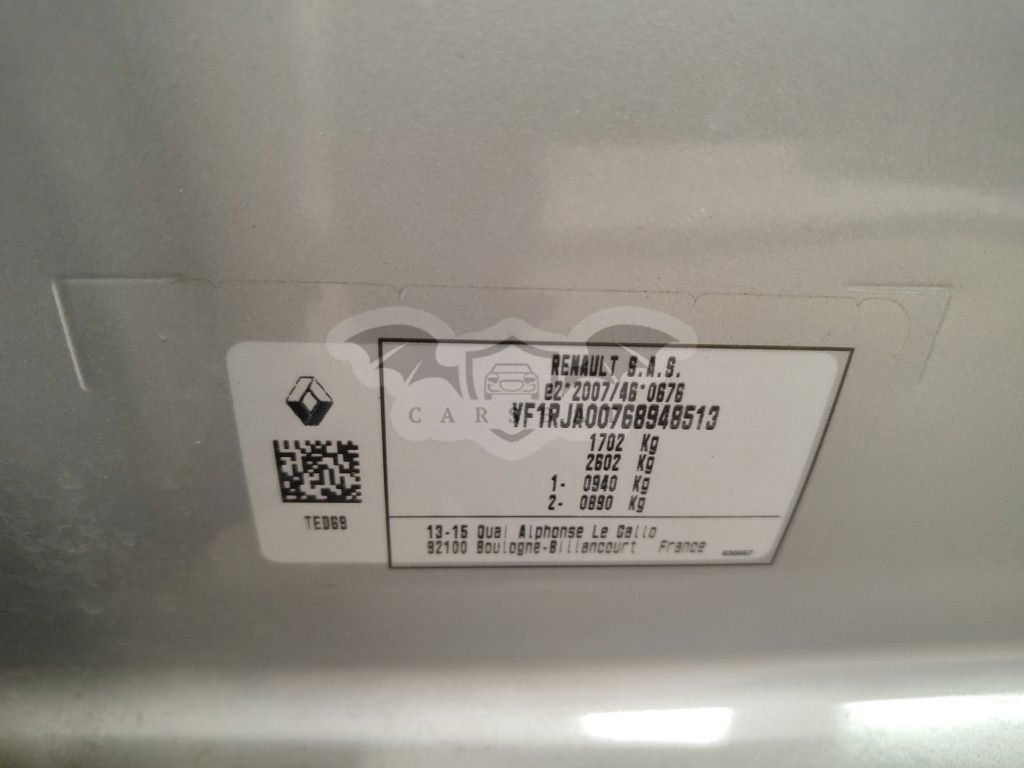 RENAULT S.A.S.
e2*2007/46*0676
VF1RJA00768948513
1702 Kg
2602 Kg
1- 0940 Kg
2- 0890 Kg
TED69
13-15 Quai Alphonse Le Gallo
92100 Boulogne-Billancourt France
CARS